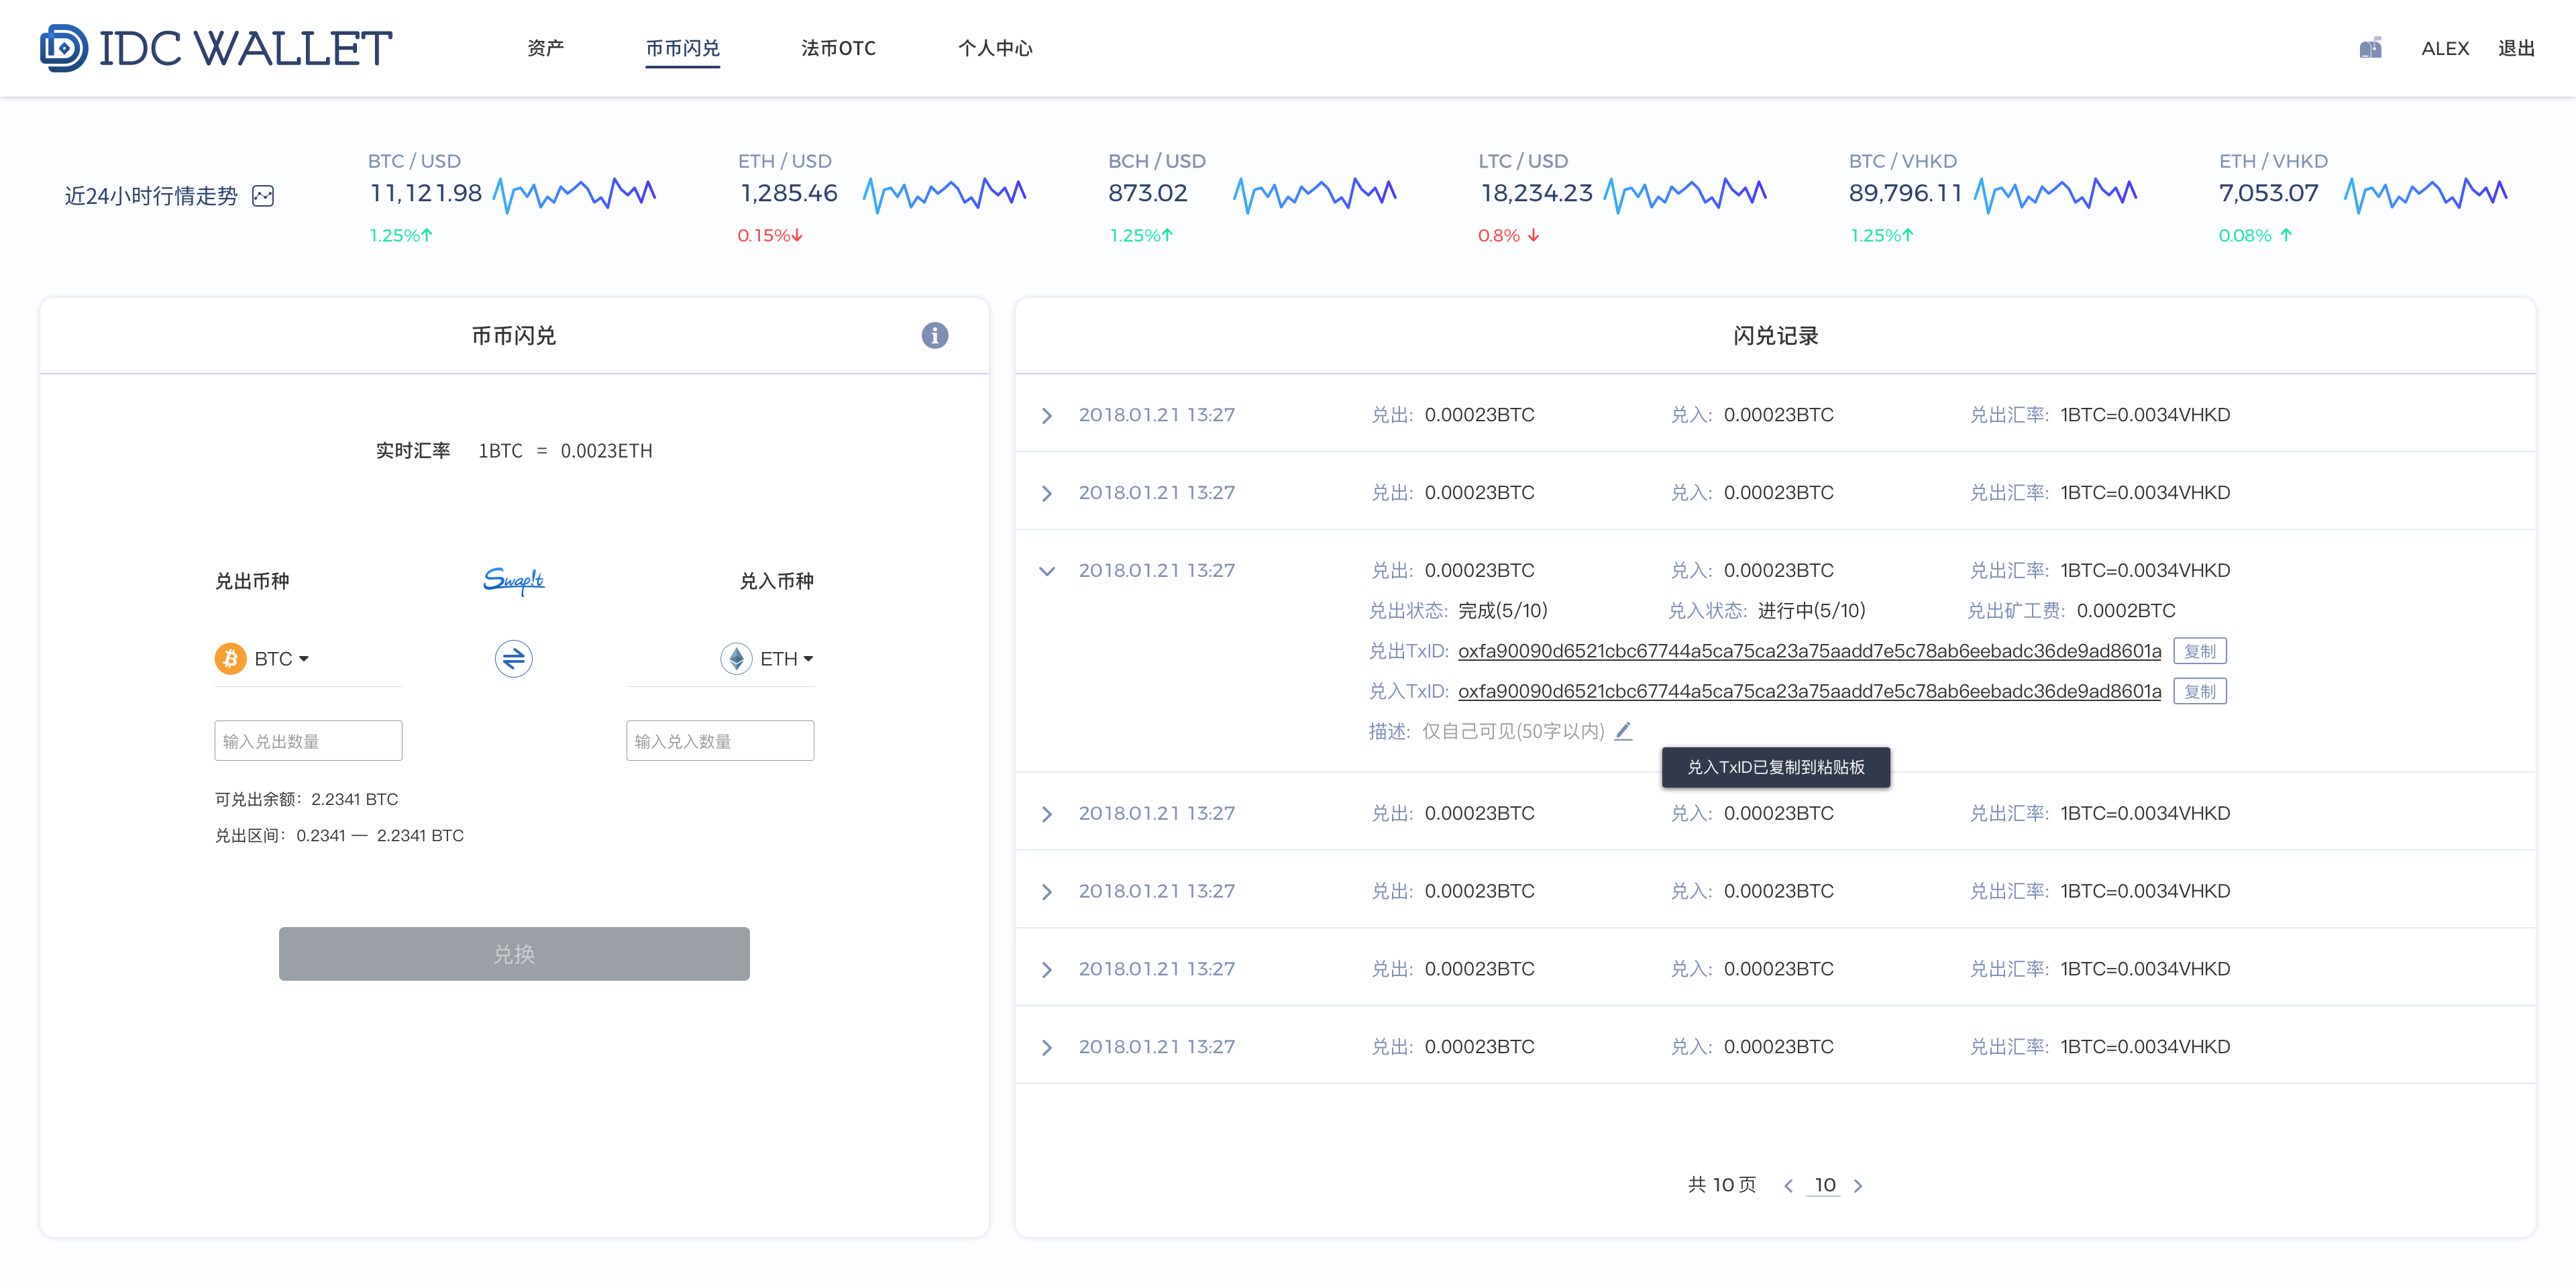 IDC WALLET 资产 币币闪兑 法币OTC 个人中心 ALEX 退出
近24小时行情走势
BTC / USD
11,121.98
1.25%↑
ETH / USD
1,285.46
0.15%↓
BCH / USD
873.02
1.25%↑
LTC / USD
18,234.23
0.8% ↓
BTC / VHKD
89,796.11
1.25%↑
ETH / VHKD
7,053.07
0.08% ↑
币币闪兑
实时汇率 1BTC = 0.0023ETH
兑出币种 Swap!t 兑入币种
BTC ETH
输入兑出数量 输入兑入数量
可兑出余额: 2.2341 BTC
兑出区间: 0.2341 — 2.2341 BTC
兑换
闪兑记录
2018.01.21 13:27 兑出: 0.00023BTC 兑入: 0.00023BTC 兑出汇率: 1BTC=0.0034VHKD
2018.01.21 13:27 兑出: 0.00023BTC 兑入: 0.00023BTC 兑出汇率: 1BTC=0.0034VHKD
2018.01.21 13:27 兑出: 0.00023BTC 兑入: 0.00023BTC 兑出汇率: 1BTC=0.0034VHKD
兑出状态: 完成(5/10) 兑入状态: 进行中(5/10) 兑出矿工费: 0.0002BTC
兑出TxID: oxfa90090d6521cbc67744a5ca75ca23a75aadd7e5c78ab6eebadc36de9ad8601a 复制
兑入TxID: oxfa90090d6521cbc67744a5ca75ca23a75aadd7e5c78ab6eebadc36de9ad8601a 复制
描述: 仅自己可见(50字以内)
兑入TxID已复制到粘贴板
2018.01.21 13:27 兑出: 0.00023BTC 兑入: 0.00023BTC 兑出汇率: 1BTC=0.0034VHKD
2018.01.21 13:27 兑出: 0.00023BTC 兑入: 0.00023BTC 兑出汇率: 1BTC=0.0034VHKD
2018.01.21 13:27 兑出: 0.00023BTC 兑入: 0.00023BTC 兑出汇率: 1BTC=0.0034VHKD
2018.01.21 13:27 兑出: 0.00023BTC 兑入: 0.00023BTC 兑出汇率: 1BTC=0.0034VHKD
共 10 页 < 10 >